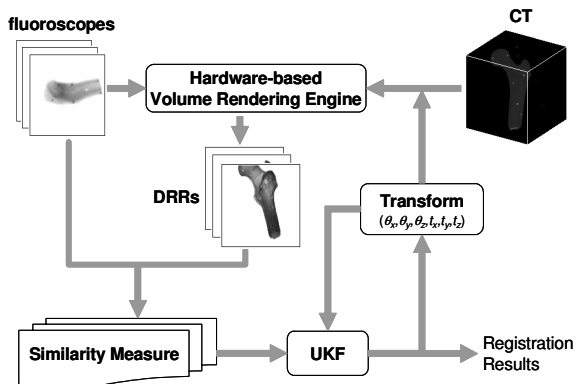 fluoroscopes
CT
Hardware-based
Volume Rendering Engine
DRRs
Transform
(θx,θy,θz,tx,ty,tz)
Similarity Measure
UKF
Registration
Results